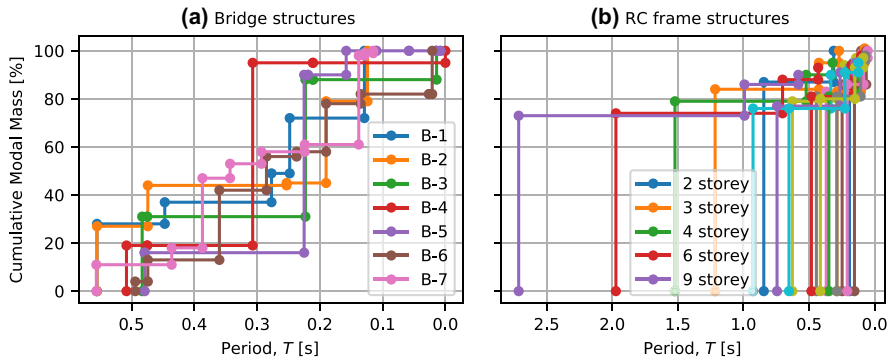 (a) Bridge structures
(b) RC frame structures
Cumulative Modal Mass [%]
100
80
60
40
20
0
B-1
B-2
B-3
B-4
B-5
B-6
B-7
2 storey
3 storey
4 storey
6 storey
9 storey
0.5 0.4 0.3 0.2 0.1 0.0
2.5 2.0 1.5 1.0 0.5 0.0
Period, T [s]
Period, T [s]